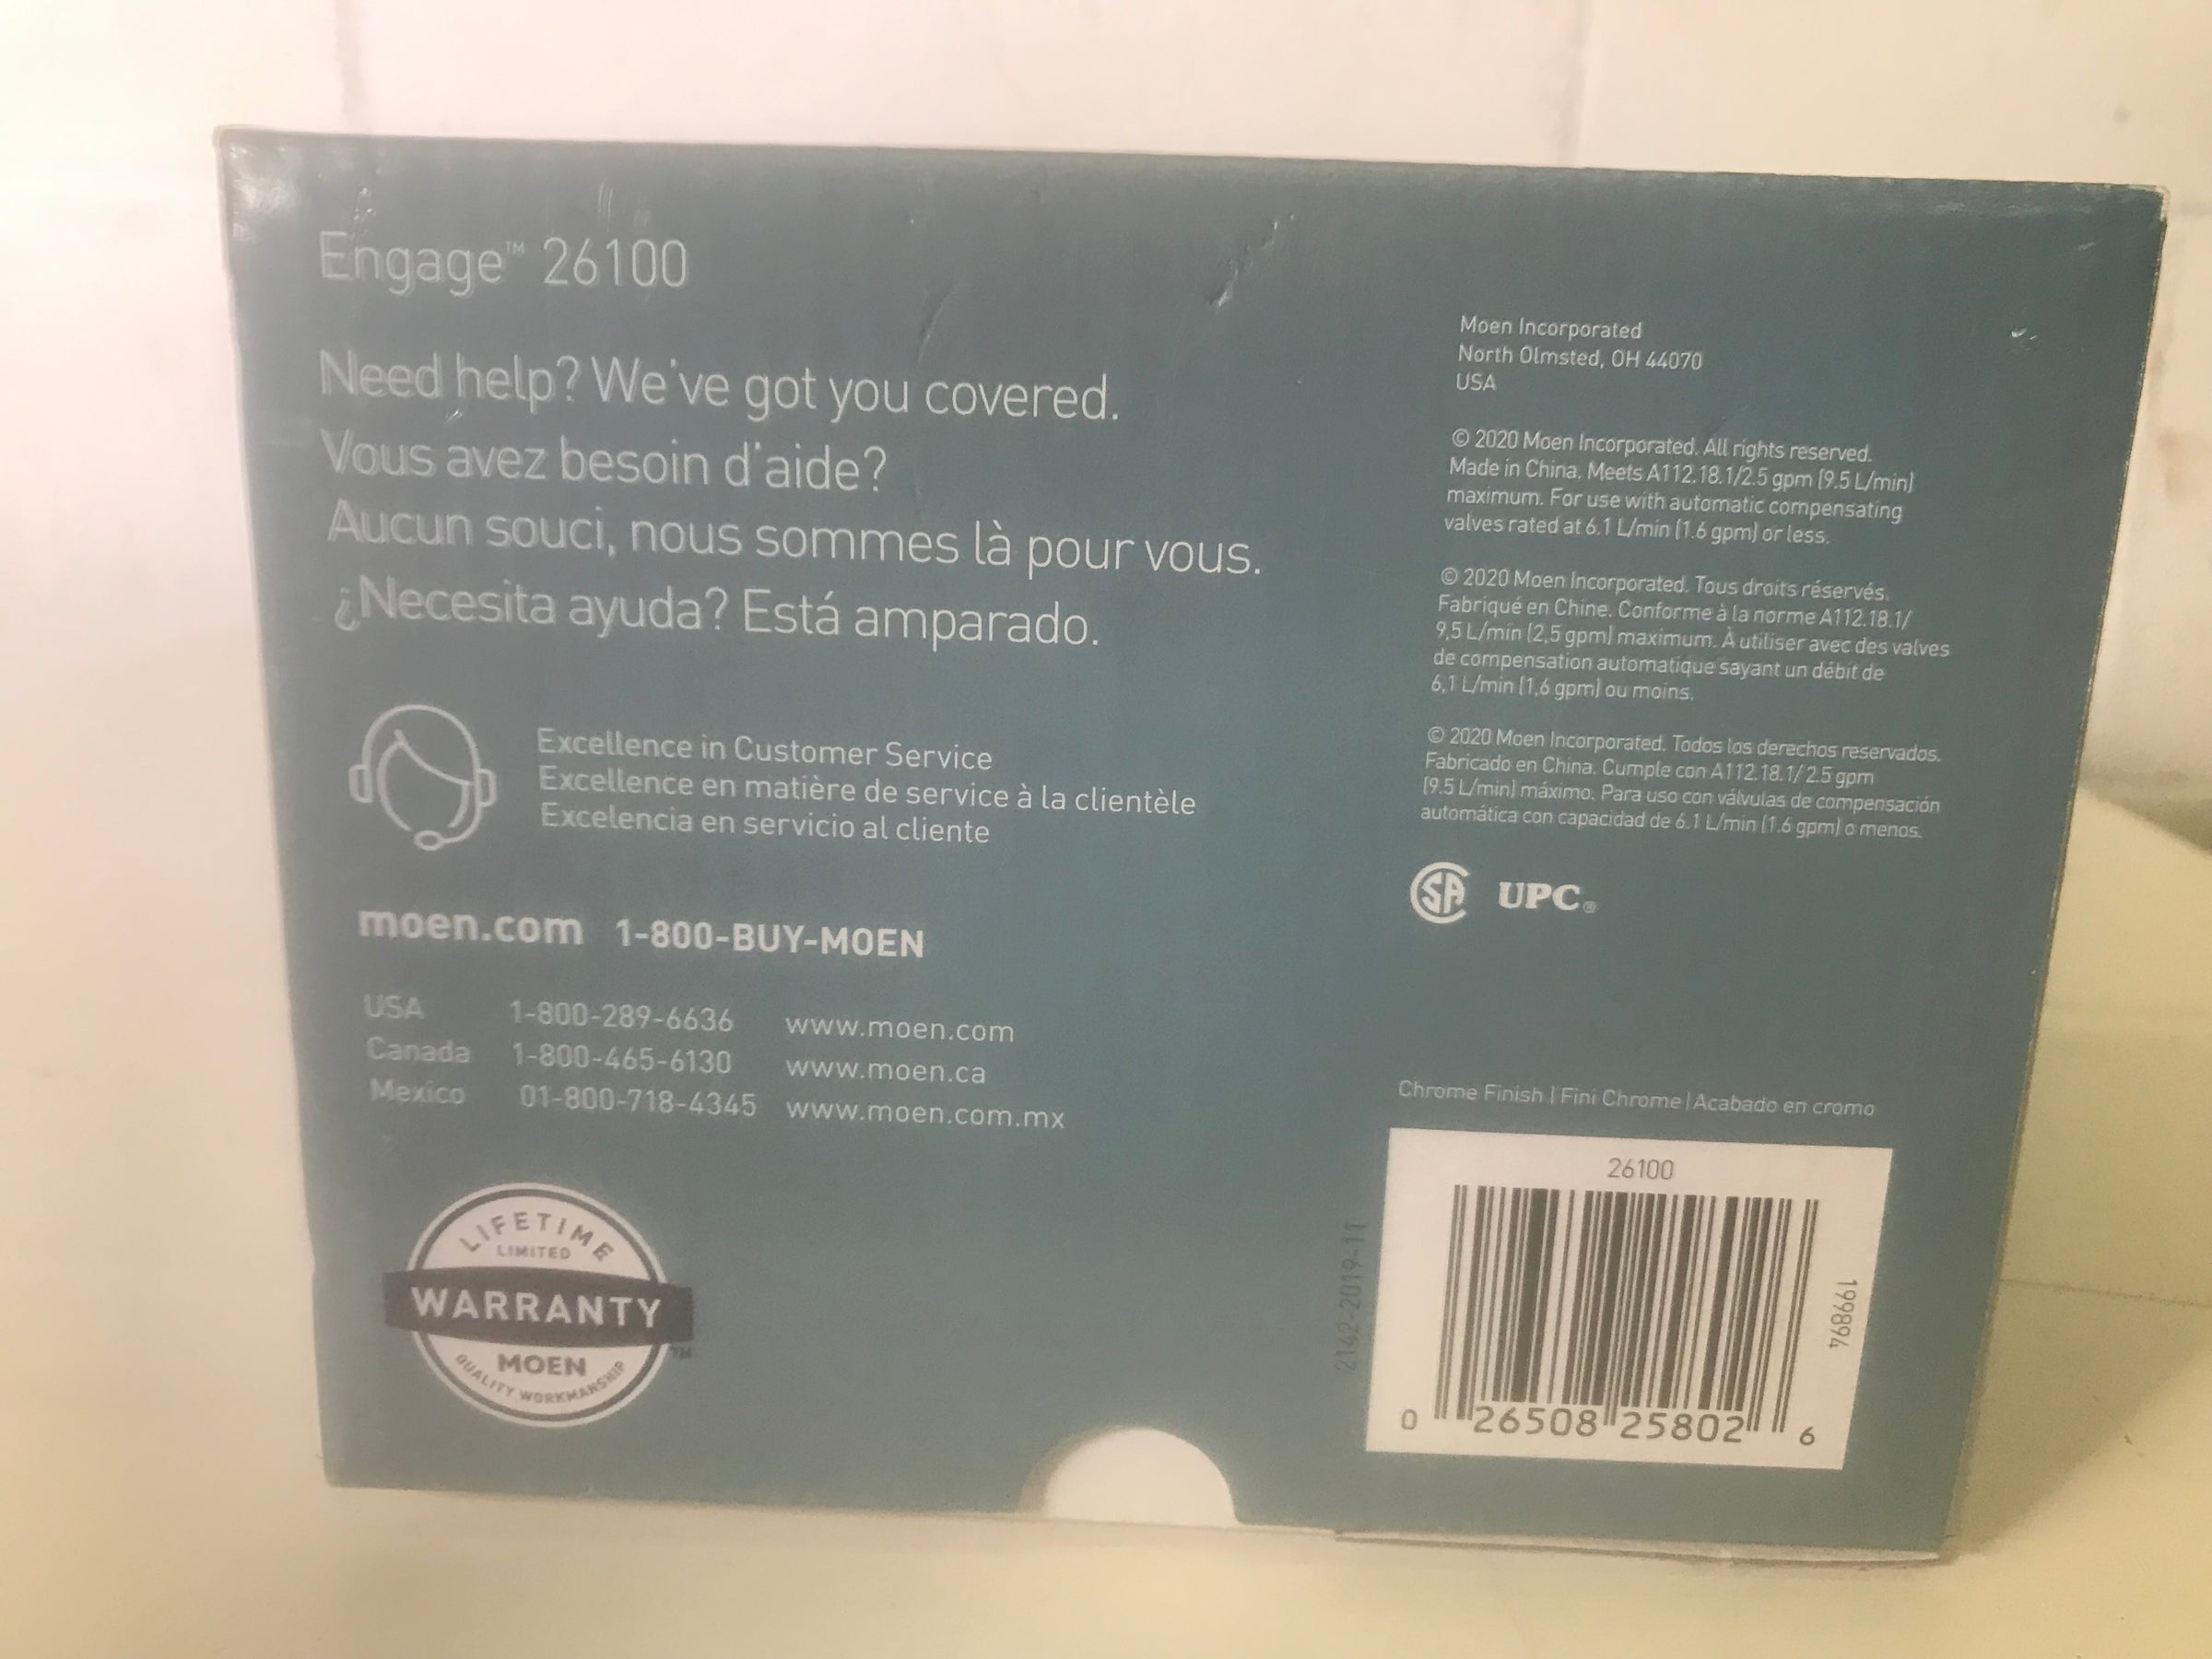 Engage™ 26100
Need help? We've got you covered.
Vous avez besoin d'aide?
Aucun souci, nous sommes là pour vous.
¿Necesita ayuda? Está amparado.
Excellence in Customer Service
Excellence en matière de service à la clientèle
Excelencia en servicio al cliente
moen.com 1-800-BUY-MOEN
USA 1-800-289-6636 www.moen.com
Canada 1-800-465-6130 www.moen.ca
Mexico 01-800-718-4345 www.moen.com.mx
LIFETIME
LIMITED
WARRANTY
TM
MOEN
QUALITY WORKMANSHIP
Moen Incorporated
North Olmsted, OH 44070
USA
© 2020 Moen Incorporated. All rights reserved.
Made in China. Meets A112.18.1/2.5 gpm (9.5 L/min)
maximum. For use with automatic compensating
valves rated at 6.1 L/min (1.6 gpm) or less.
© 2020 Moen Incorporated. Tous droits réservés.
Fabriqué en Chine. Conforme à la norme A112.18.1/
9,5 L/min (2,5 gpm) maximum. À utiliser avec des valves
de compensation automatique sayant un débit de
6,1 L/min (1,6 gpm) ou moins.
© 2020 Moen Incorporated. Todos los derechos reservados.
Fabricado en China. Cumple con A112.18.1/ 2.5 gpm
(9.5 L/min) máximo. Para uso con válvulas de compensación
automática con capacidad de 6.1 L/min (1.6 gpm) o menos.
SA UPC®
Chrome Finish | Fini Chrome | Acabado en cromo
26100
2142-2019-11
199894
0 26508 25802 6